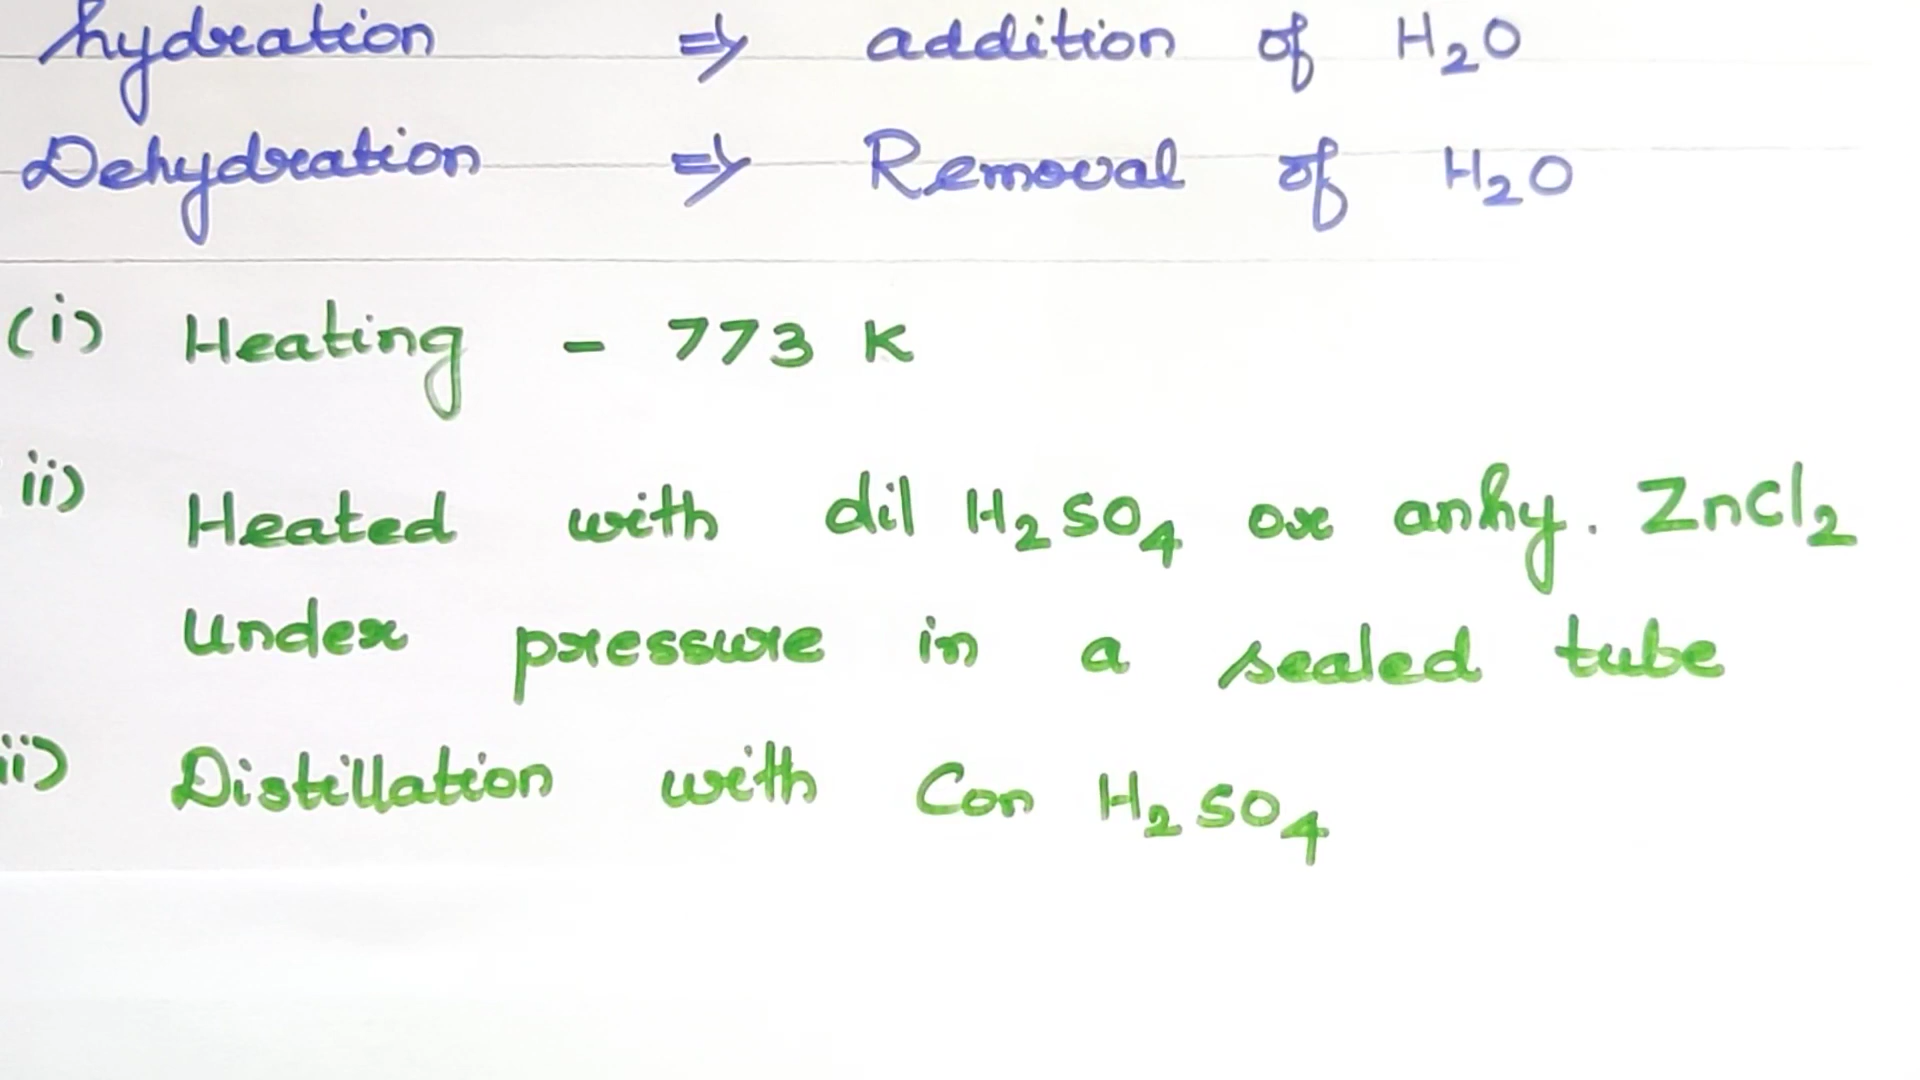 hydration => addition of H2O
Dehydration => Removal of H2O
(i) Heating - 773 K
ii) Heated with dil H2SO4 or anhy. ZnCl2
Under pressure in a sealed tube
ii) Distillation with Con H2SO4